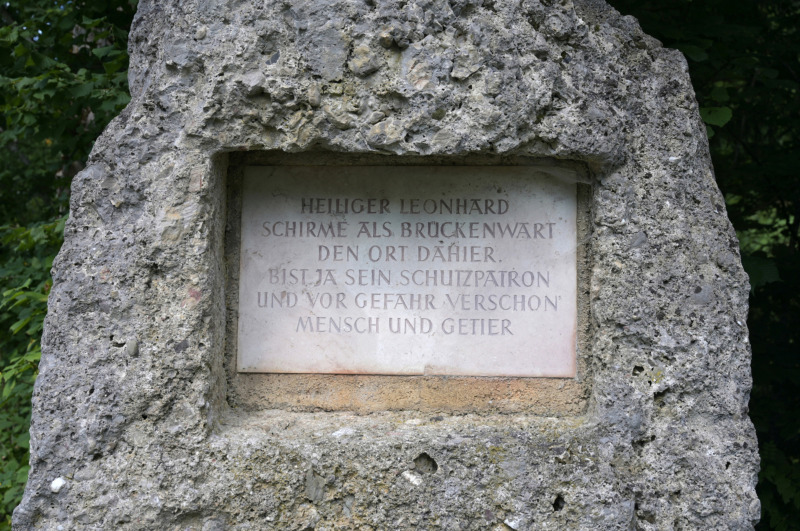 HEILIGER LEONHARD
SCHIRME ALS BRÜCKENWART
DEN ORT DAHIER.
BIST JA SEIN SCHUTZPATRON
UND VOR GEFAHR VERSCHON'
MENSCH UND GETIER